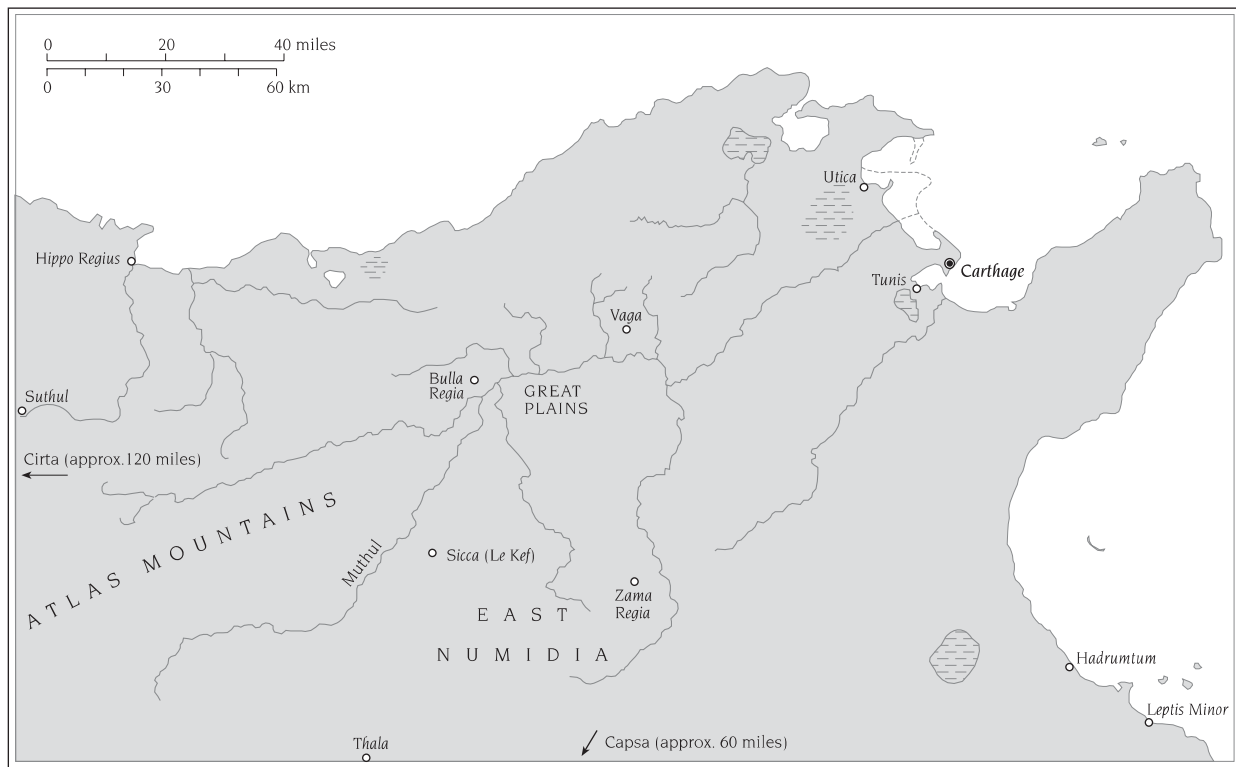 0 20 40 miles
0 30 60 km
Utica
Hippo Regius
Carthage
Tunis
Vaga
Bulla
Regia
GREAT
PLAINS
Suthul
Cirta (approx.120 miles)
ATLAS MOUNTAINS
Muthul
Sicca (Le Kef)
Zama
Regia
EAST
NUMIDIA
Hadrumtum
Leptis Minor
Thala
Capsa (approx. 60 miles)